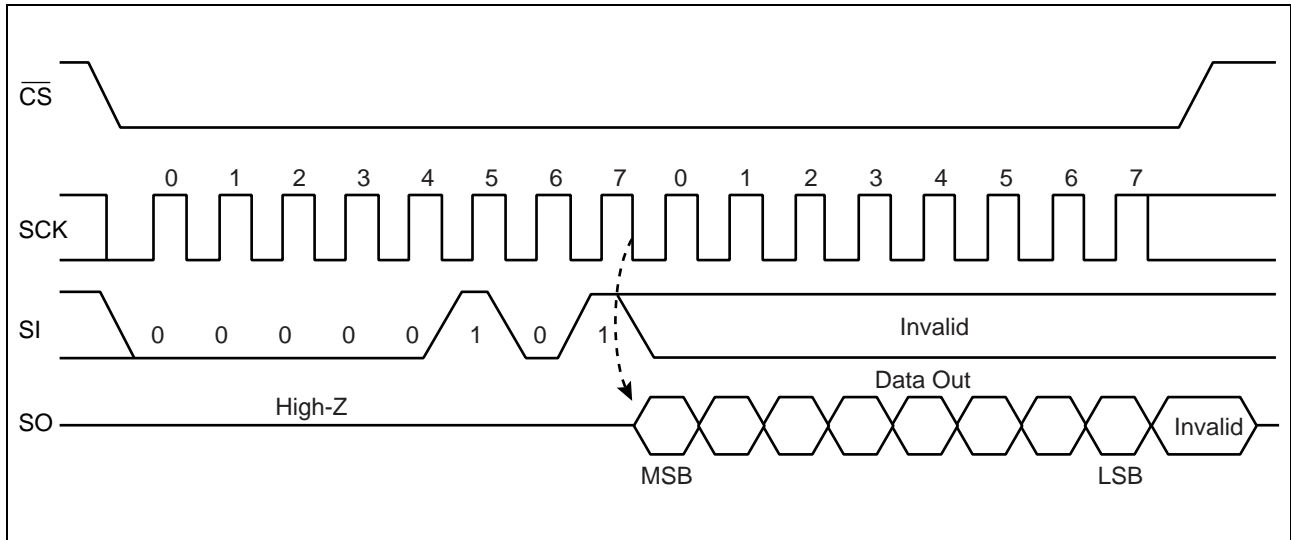 C̅S̅
0 1 2 3 4 5 6 7 0 1 2 3 4 5 6 7
SCK
SI 0 0 0 0 0 1 0 1 Invalid
Data Out
High-Z
SO Invalid
MSB LSB